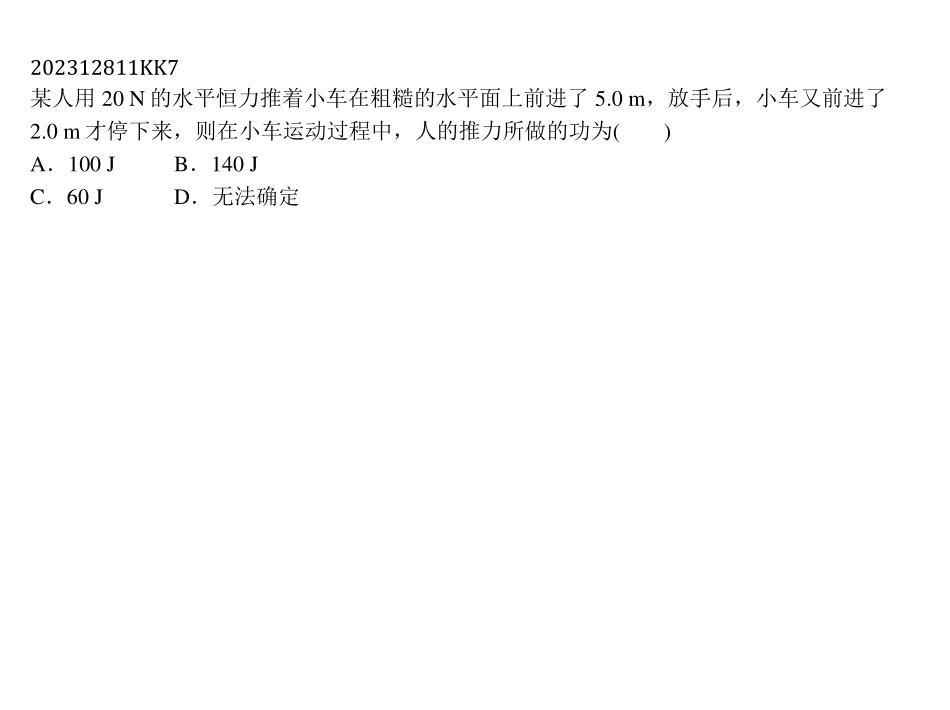 202312811KK7
某人用 20 N 的水平恒力推着小车在粗糙的水平面上前进了 5.0 m，放手后，小车又前进了
2.0 m 才停下来，则在小车运动过程中，人的推力所做的功为(　　)
A．100 J　　B．140 J
C．60 J　　D．无法确定